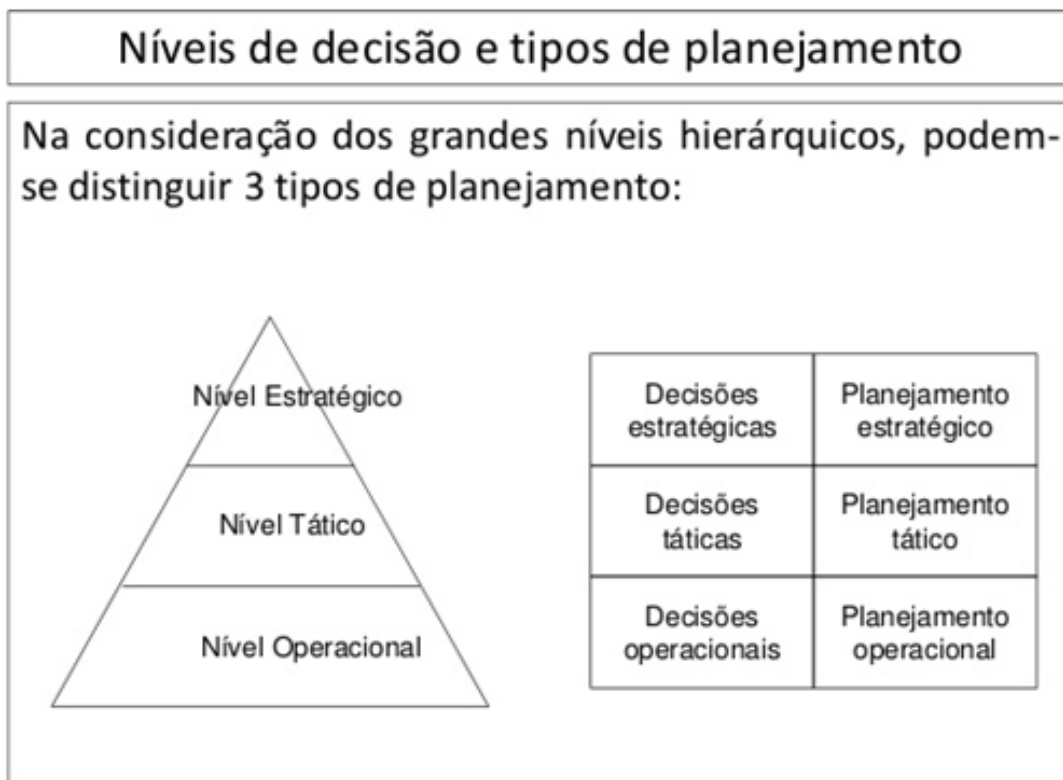 Níveis de decisão e tipos de planejamento
Na consideração dos grandes níveis hierárquicos, podem-
se distinguir 3 tipos de planejamento:
Nível Estratégico
Nível Tático
Nível Operacional
Decisões
estratégicas
Planejamento
estratégico
Decisões
táticas
Planejamento
tático
Decisões
operacionais
Planejamento
operacional